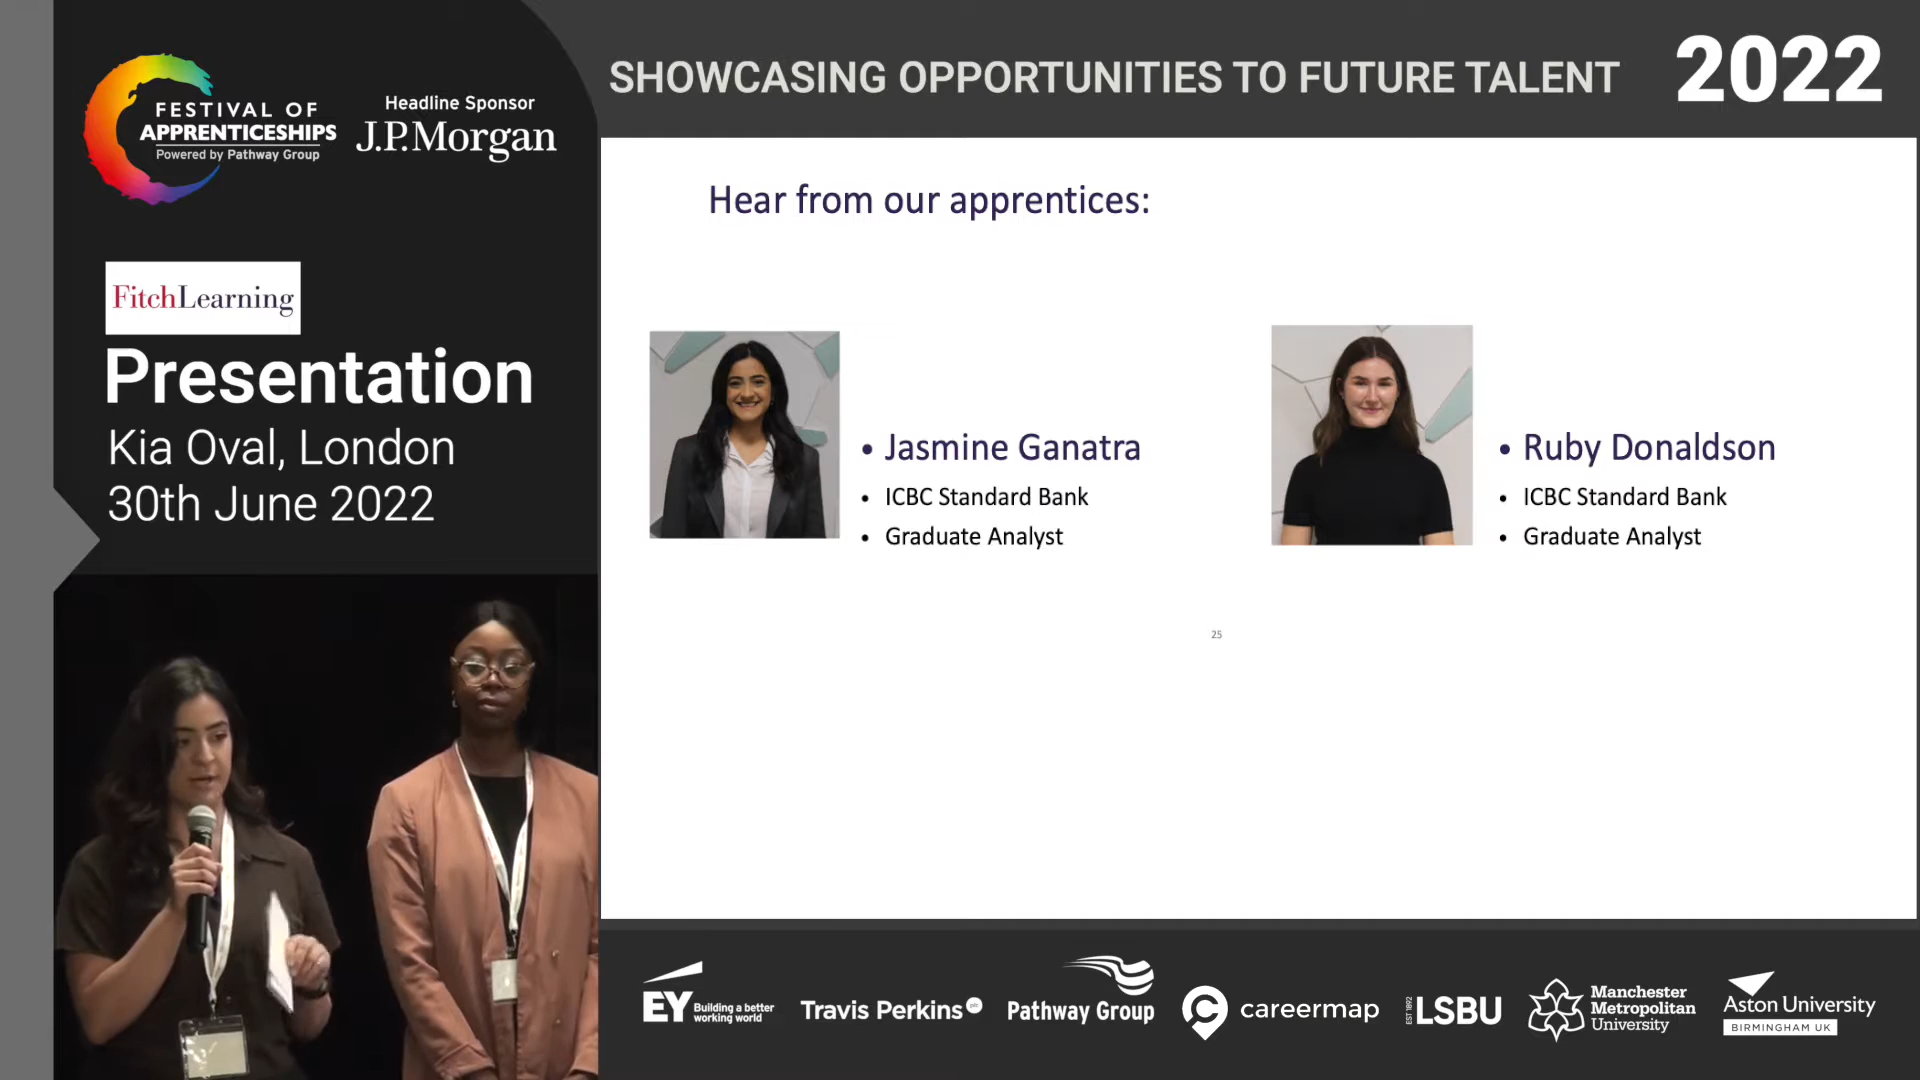 FESTIVAL OF
APPRENTICESHIPS
Powered by Pathway Group
Headline Sponsor
J.P.Morgan
SHOWCASING OPPORTUNITIES TO FUTURE TALENT
2022
FitchLearning
Presentation
Kia Oval, London
30th June 2022
Hear from our apprentices:
• Jasmine Ganatra
• ICBC Standard Bank
• Graduate Analyst
• Ruby Donaldson
• ICBC Standard Bank
• Graduate Analyst
25
EY
Building a better
working world
Travis Perkins plc
Pathway Group
careermap
EST 1892
LSBU
Manchester
Metropolitan
University
Aston University
BIRMINGHAM UK